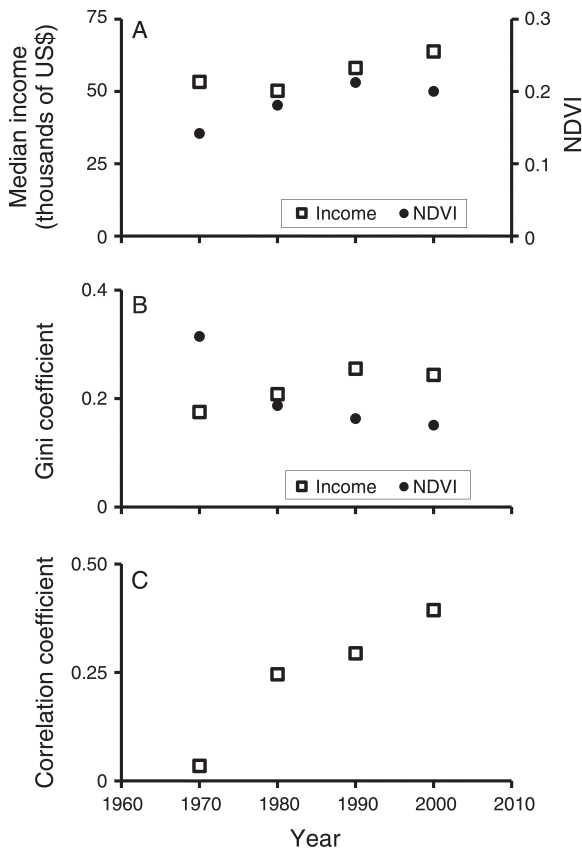 75
A
0.3
50
0.2
25
0.1
0
0
Median income
(thousands of US$)
NDVI
Income
NDVI
0.4
B
0.2
0
Gini coefficient
Income
NDVI
0.50
C
0.25
0
Correlation coefficient
1960 1970 1980 1990 2000 2010
Year